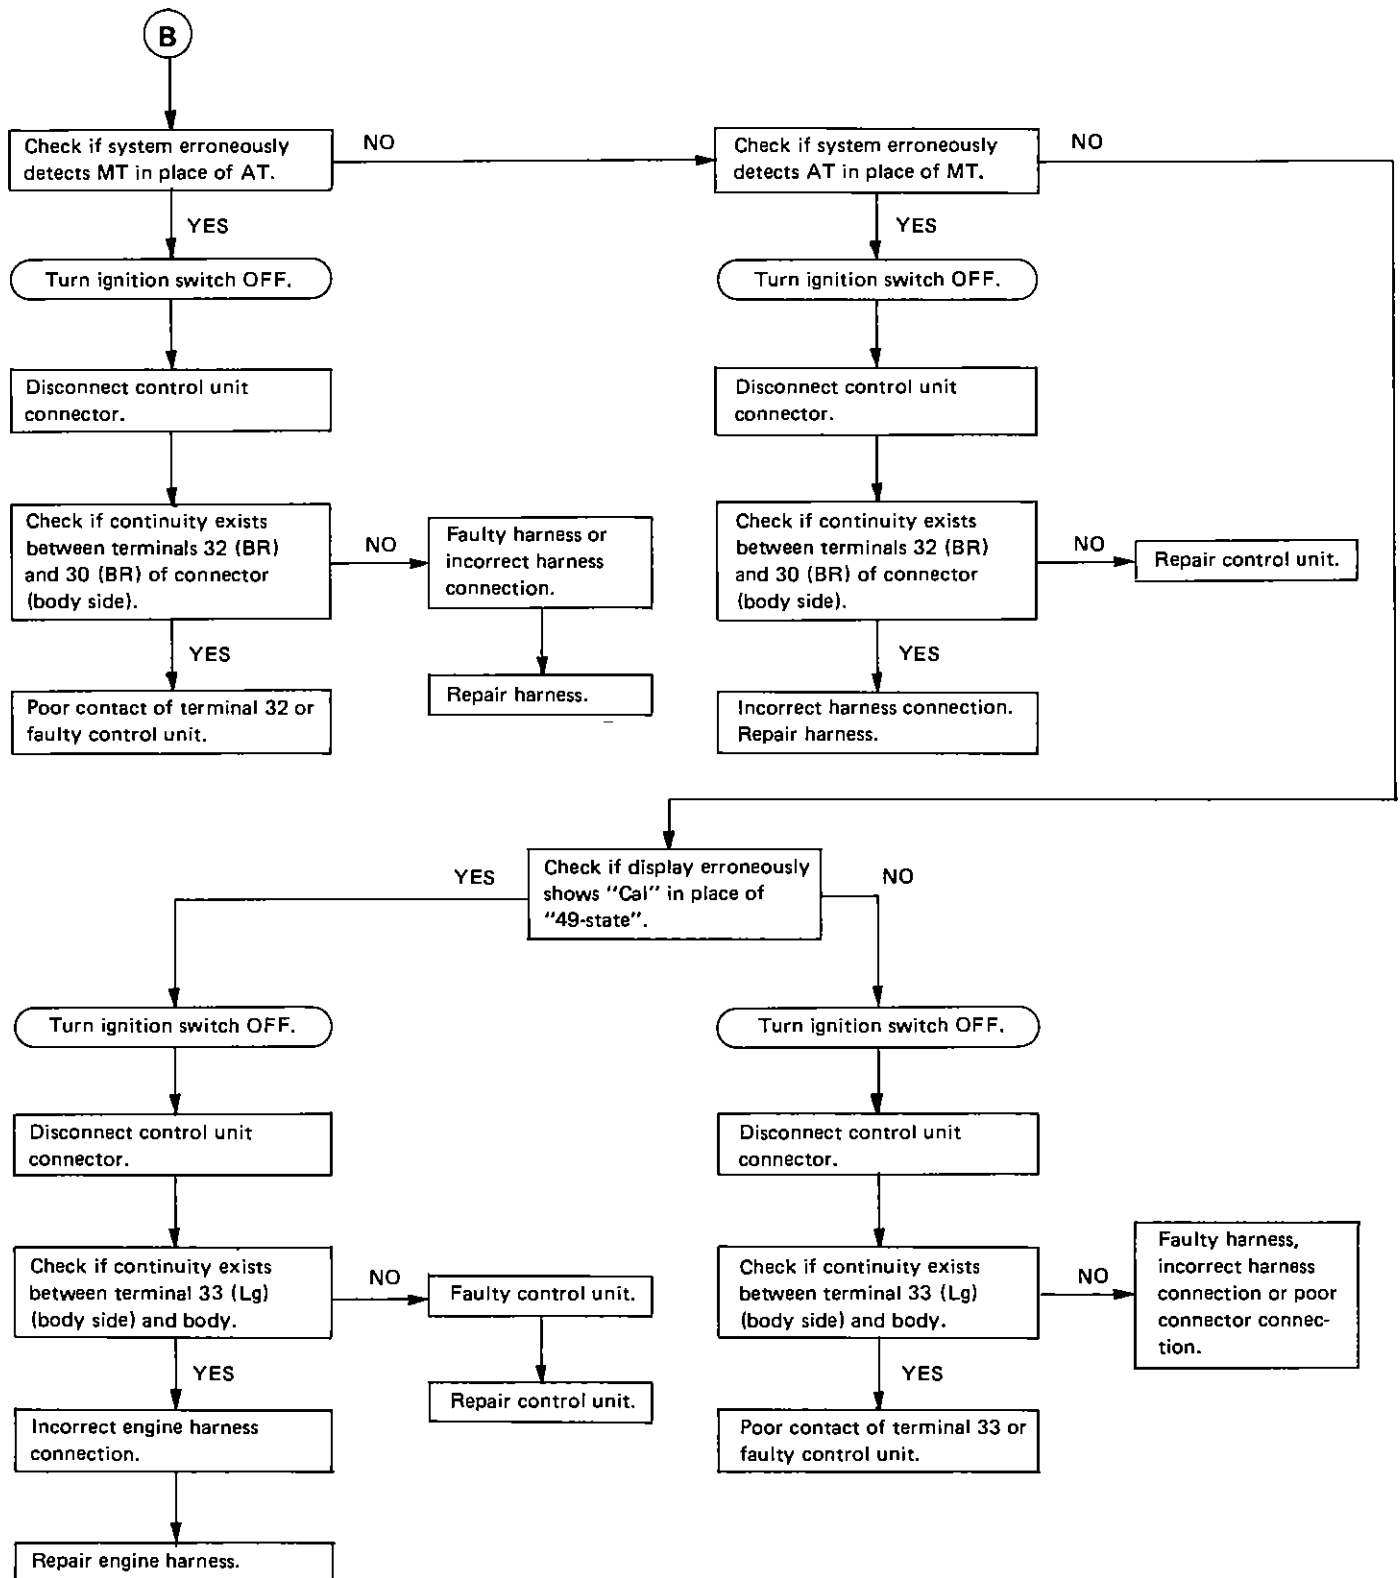 B
Check if system erroneously
detects MT in place of AT.
NO
Check if system erroneously
detects AT in place of MT.
NO
YES
YES
Turn ignition switch OFF.
Turn ignition switch OFF.
Disconnect control unit
connector.
Disconnect control unit
connector.
Check if continuity exists
between terminals 32 (BR)
and 30 (BR) of connector
(body side).
NO
Faulty harness or
incorrect harness
connection.
Check if continuity exists
between terminals 32 (BR)
and 30 (BR) of connector
(body side).
NO
Repair control unit.
YES
YES
Poor contact of terminal 32 or
faulty control unit.
Repair harness.
Incorrect harness connection.
Repair harness.
YES
Check if display erroneously
shows "Cal" in place of
"49-state".
NO
Turn ignition switch OFF.
Turn ignition switch OFF.
Disconnect control unit
connector.
Disconnect control unit
connector.
Check if continuity exists
between terminal 33 (Lg)
(body side) and body.
NO
Faulty control unit.
Check if continuity exists
between terminal 33 (Lg)
(body side) and body.
NO
Faulty harness,
incorrect harness
connection or poor
connector connec-
tion.
YES
Repair control unit.
YES
Incorrect engine harness
connection.
Poor contact of terminal 33 or
faulty control unit.
Repair engine harness.